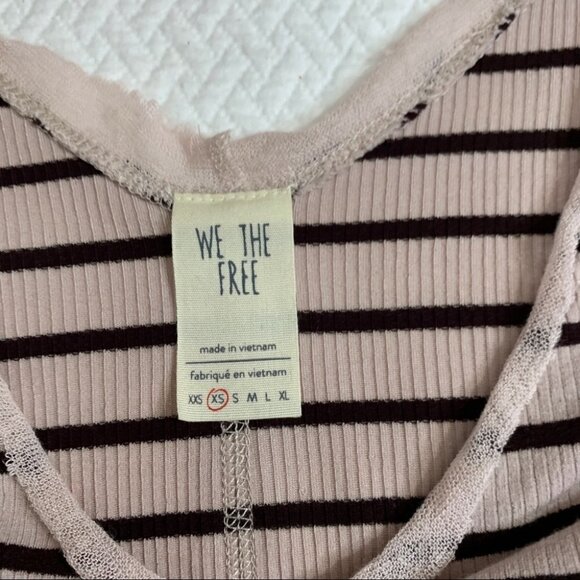 WE THE
FREE
made in vietnam
fabriqué en vietnam
XXS XS S M L XL